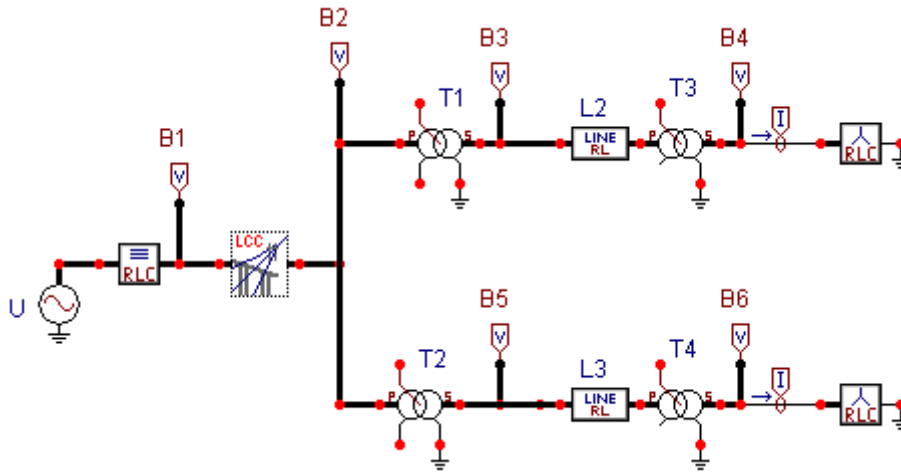 B2
B3
B4
V
V
V
T1
L2
T3
I
B1
P
S
LINE
RL
P
S
RLC
V
LCC
RLC
U
B5
B6
V
V
T2
L3
T4
I
P
S
LINE
RL
P
S
RLC